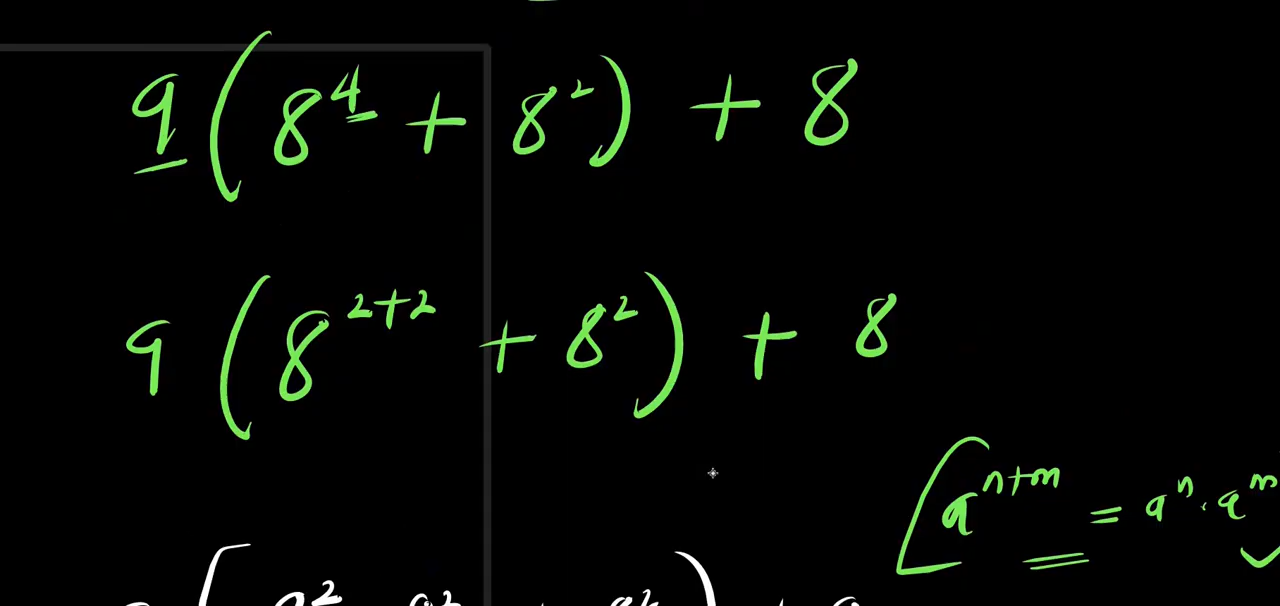 9(8⁴ + 8²) + 8
9(8²⁺² + 8²) + 8
[aⁿ⁺ᵐ = aⁿ·aᵐ